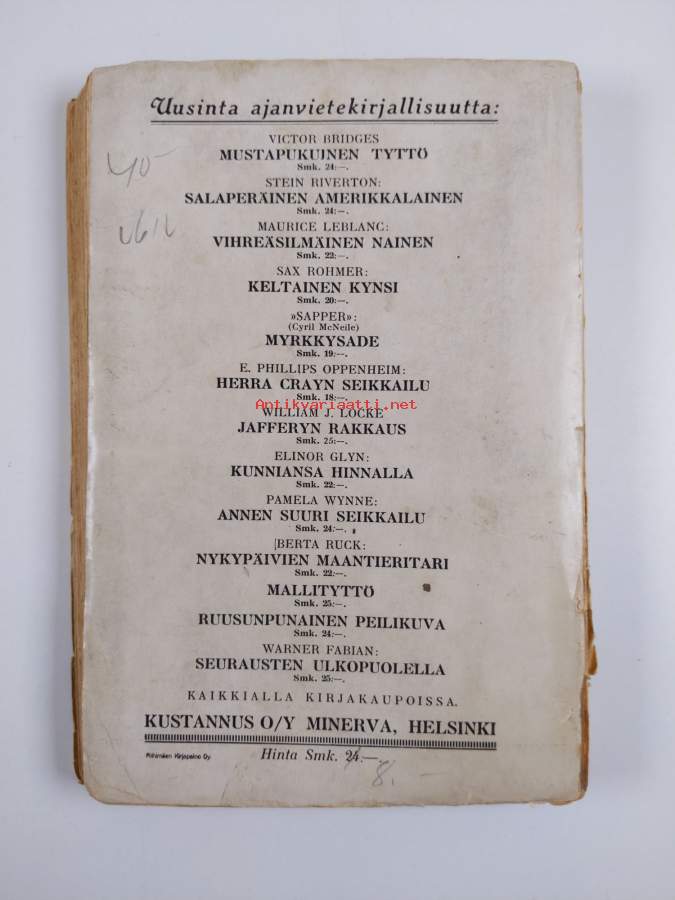 Uusinta ajanvietekirjallisuutta:
VICTOR BRIDGES
MUSTAPUKUINEN TYTTÖ
Smk. 24:—.
STEIN RIVERTON:
SALAPERÄINEN AMERIKKALAINEN
Smk. 24:—.
MAURICE LEBLANC:
VIHREÄSILMÄINEN NAINEN
Smk. 22:—.
SAX ROHMER:
KELTAINEN KYNSI
Smk. 20:—.
»SAPPER»:
(Cyril McNeile)
MYRKKYSADE
Smk. 19:—.
E. PHILLIPS OPPENHEIM:
HERRA CRAYN SEIKKAILU
Smk. 18:—.
Antikvariaatti.net
WILLIAM J. LOCKE
JAFFERYN RAKKAUS
Smk. 25:—.
ELINOR GLYN:
KUNNIANSA HINNALLA
Smk. 22:—.
PAMELA WYNNE:
ANNEN SUURI SEIKKAILU
Smk. 24:—.
BERTA RUCK:
NYKYPÄIVIEN MAANTIERITARI
Smk. 22:—.
MALLITYTTÖ
Smk. 25:—.
RUUSUNPUNAINEN PEILIKUVA
Smk. 24:—.
WARNER FABIAN:
SEURAUSTEN ULKOPUOLELLA
Smk. 25:—.
KAIKKIALLA KIRJAKAUPOISSA.
KUSTANNUS O/Y MINERVA, HELSINKI
Riihimäen Kirjapaino Oy.
Hinta Smk. 24:—.
8. —